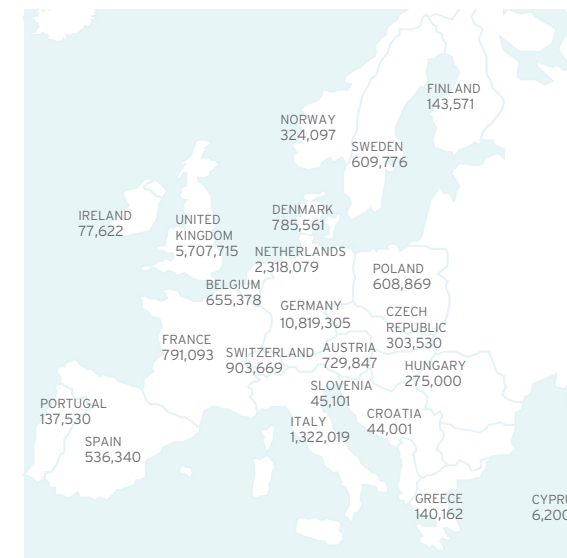 FINLAND
143,571
NORWAY
324,097
SWEDEN
609,776
IRELAND
77,622
UNITED
KINGDOM
5,707,715
DENMARK
785,561
NETHERLANDS
2,318,079
BELGIUM
655,378
POLAND
608,869
GERMANY
10,819,305
CZECH
REPUBLIC
303,530
FRANCE
791,093
SWITZERLAND
903,669
AUSTRIA
729,847
HUNGARY
275,000
SLOVENIA
45,101
PORTUGAL
137,530
CROATIA
44,001
ITALY
1,322,019
SPAIN
536,340
GREECE
140,162
CYPRU
6,200